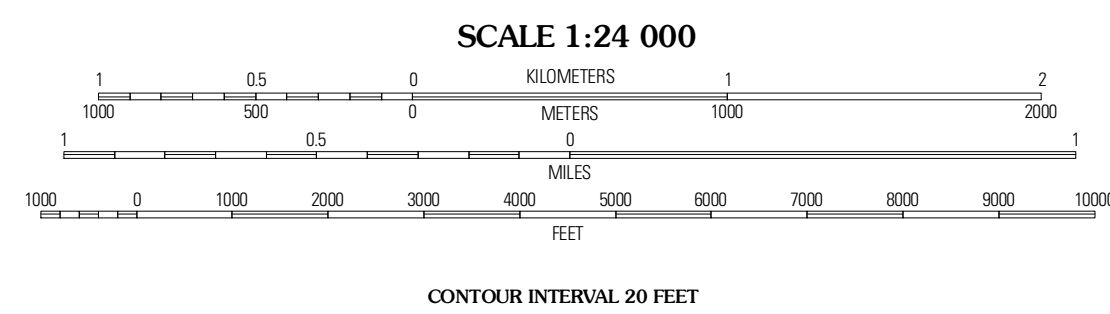 SCALE 1:24 000
1 0.5 0 KILOMETERS 1 2
1000 500 0 METERS 1000 2000
1 0.5 0 1
MILES
1000 0 1000 2000 3000 4000 5000 6000 7000 8000 9000 10000
FEET
CONTOUR INTERVAL 20 FEET